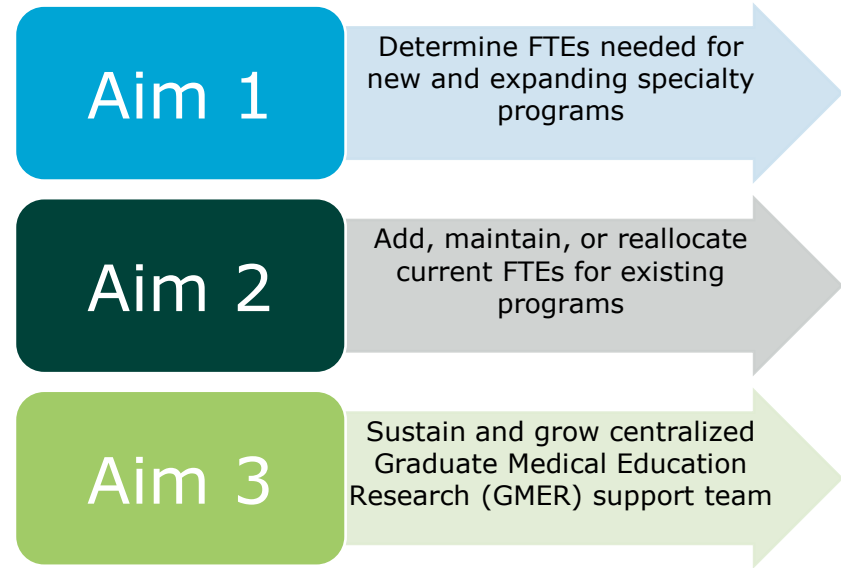 Aim 1
Determine FTEs needed for
new and expanding specialty
programs
Aim 2
Add, maintain, or reallocate
current FTEs for existing
programs
Aim 3
Sustain and grow centralized
Graduate Medical Education
Research (GMER) support team